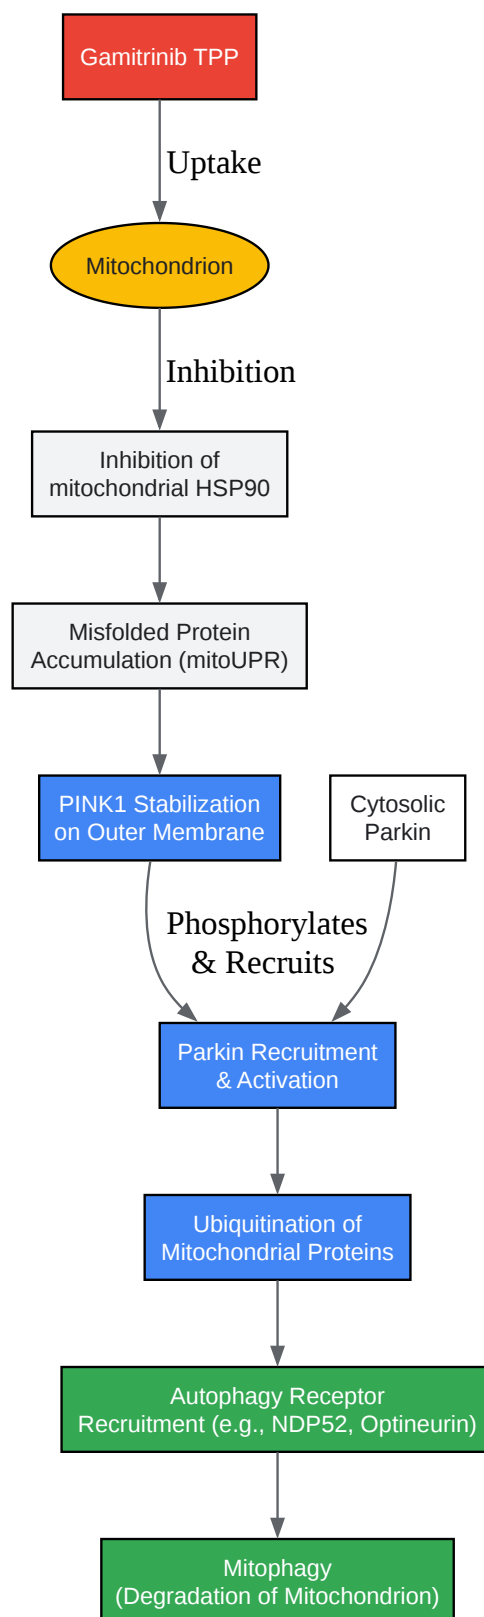 Gamitrinib TPP
Uptake
Mitochondrion
Inhibition
Inhibition of
mitochondrial HSP90
Misfolded Protein
Accumulation (mitoUPR)
PINK1 Stabilization
on Outer Membrane
Cytosolic
Parkin
Phosphorylates
& Recruits
Parkin Recruitment
& Activation
Ubiquitination of
Mitochondrial Proteins
Autophagy Receptor
Recruitment (e.g., NDP52, Optineurin)
Mitophagy
(Degradation of Mitochondrion)